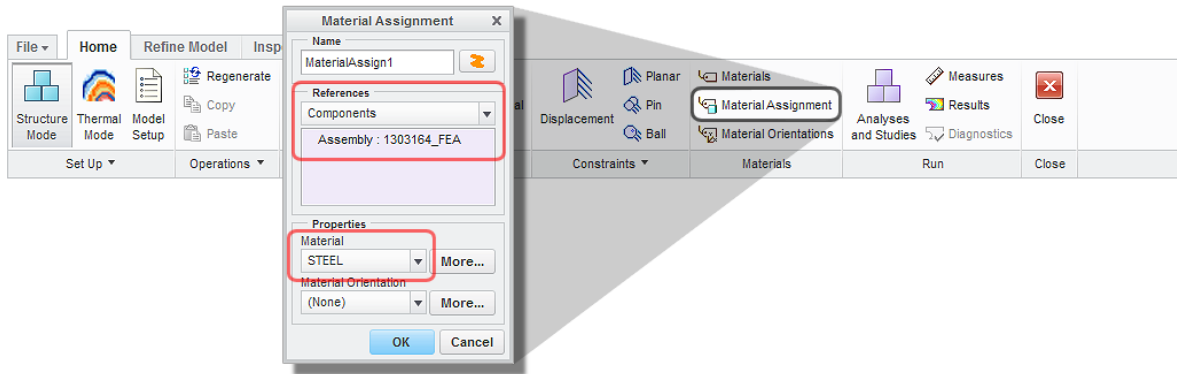 Material Assignment
Name
MaterialAssign1
References
Components
Assembly : 1303164_FEA
Properties
Material
STEEL
More...
Material Orientation
(None)
More...
OK
Cancel
File
Home
Refine Model
Structure
Mode
Thermal
Mode
Model
Setup
Set Up
Regenerate
Copy
Paste
Operations
Displacement
Planar
Pin
Ball
Constraints
Materials
Material Assignment
Material Orientations
Materials
Analyses
and Studies
Measures
Results
Diagnostics
Run
Close
Close